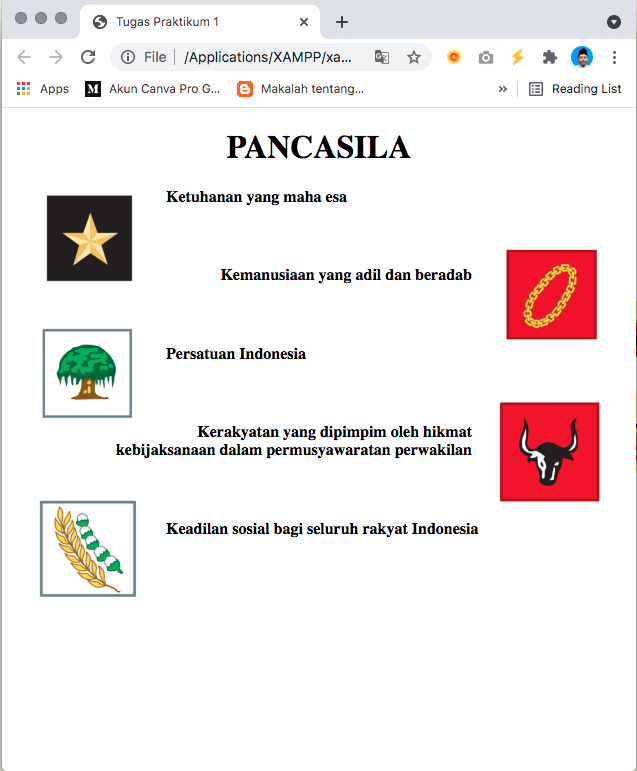 Tugas Praktikum 1
File
/Applications/XAMPP/xa...
Apps
M
Akun Canva Pro G...
Makalah tentang...
»
Reading List
PANCASILA
Ketuhanan yang maha esa
Kemanusiaan yang adil dan beradab
Persatuan Indonesia
Kerakyatan yang dipimpim oleh hikmat
kebijaksanaan dalam permusyawaratan perwakilan
Keadilan sosial bagi seluruh rakyat Indonesia